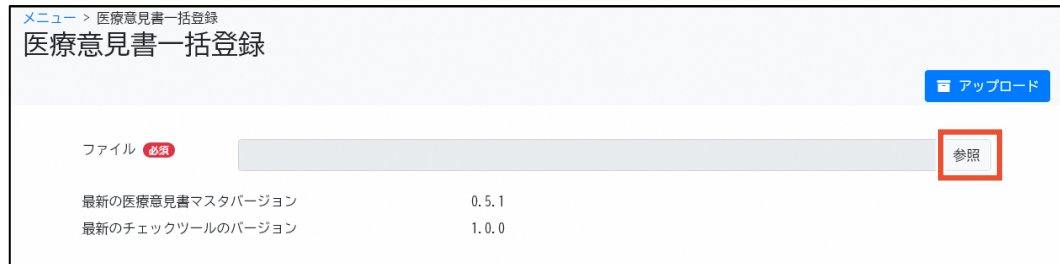 メニュー > 医療意見書一括登録
医療意見書一括登録
アップロード
ファイル 必須 参照
最新の医療意見書マスタバージョン 0.5.1
最新のチェックツールのバージョン 1.0.0